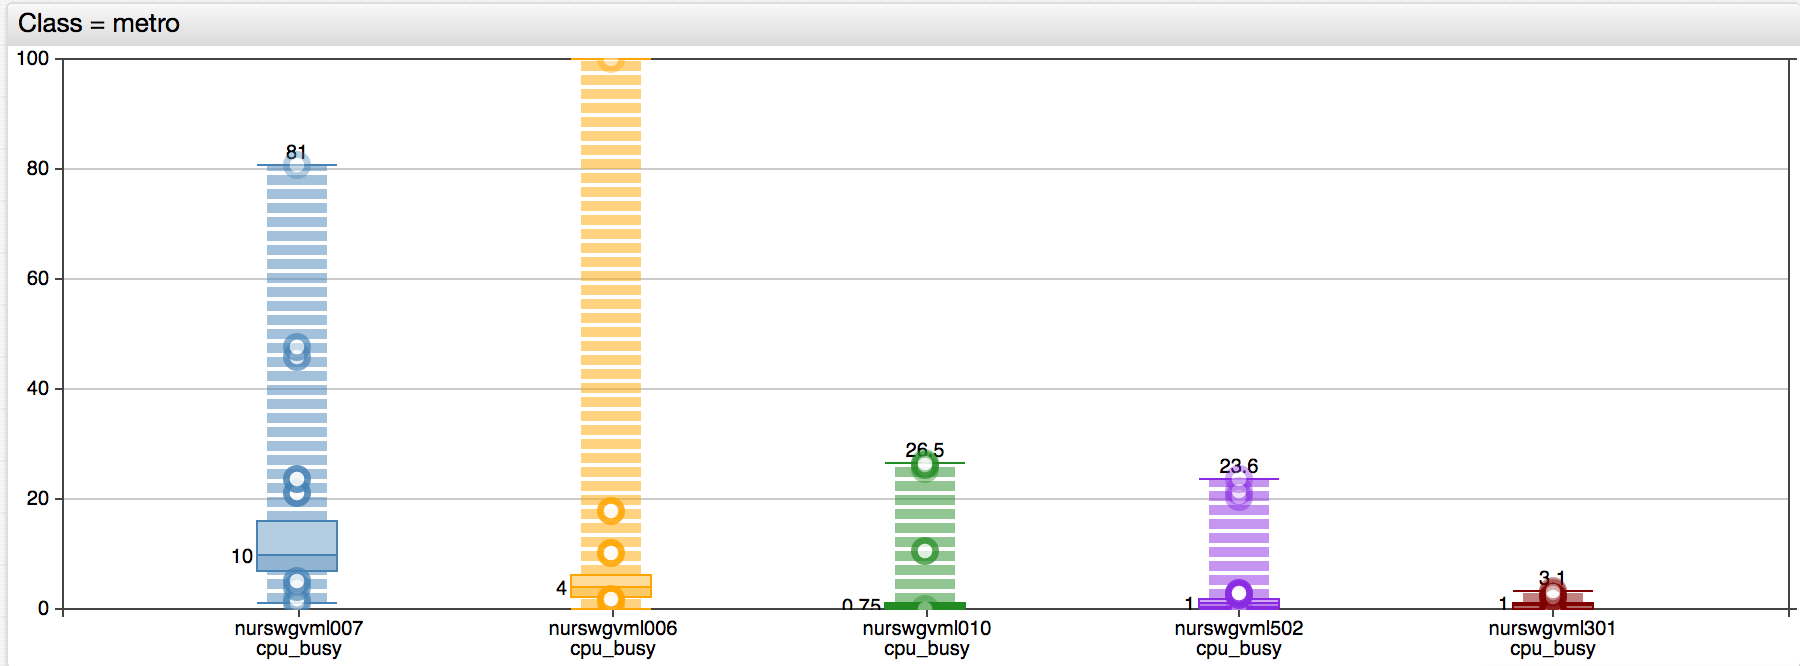 Class = metro
100
80
60
40
20
0
81
10
4
26.5
0.75
23.6
1
3.1
1
nurswgvml007
cpu_busy
nurswgvml006
cpu_busy
nurswgvml010
cpu_busy
nurswgvml502
cpu_busy
nurswgvml301
cpu_busy